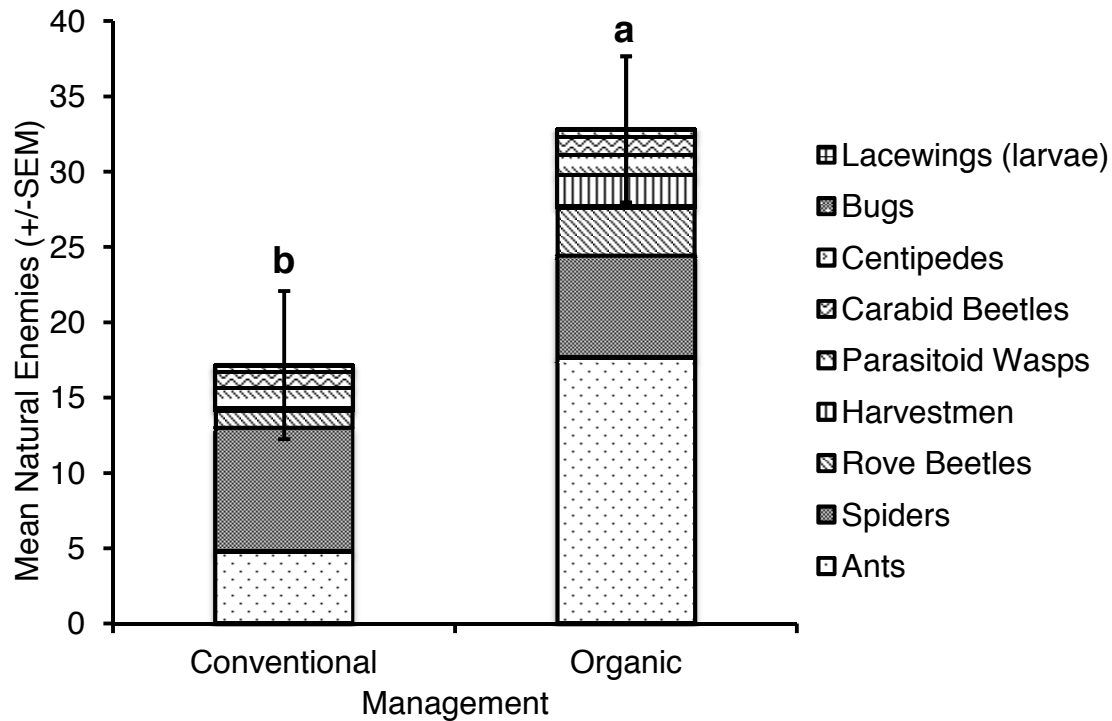 40
35
30
25
20
15
10
5
0
Mean Natural Enemies (+/-SEM)
b
a
Conventional
Organic
Management
Lacewings (larvae)
Bugs
Centipedes
Carabid Beetles
Parasitoid Wasps
Harvestmen
Rove Beetles
Spiders
Ants